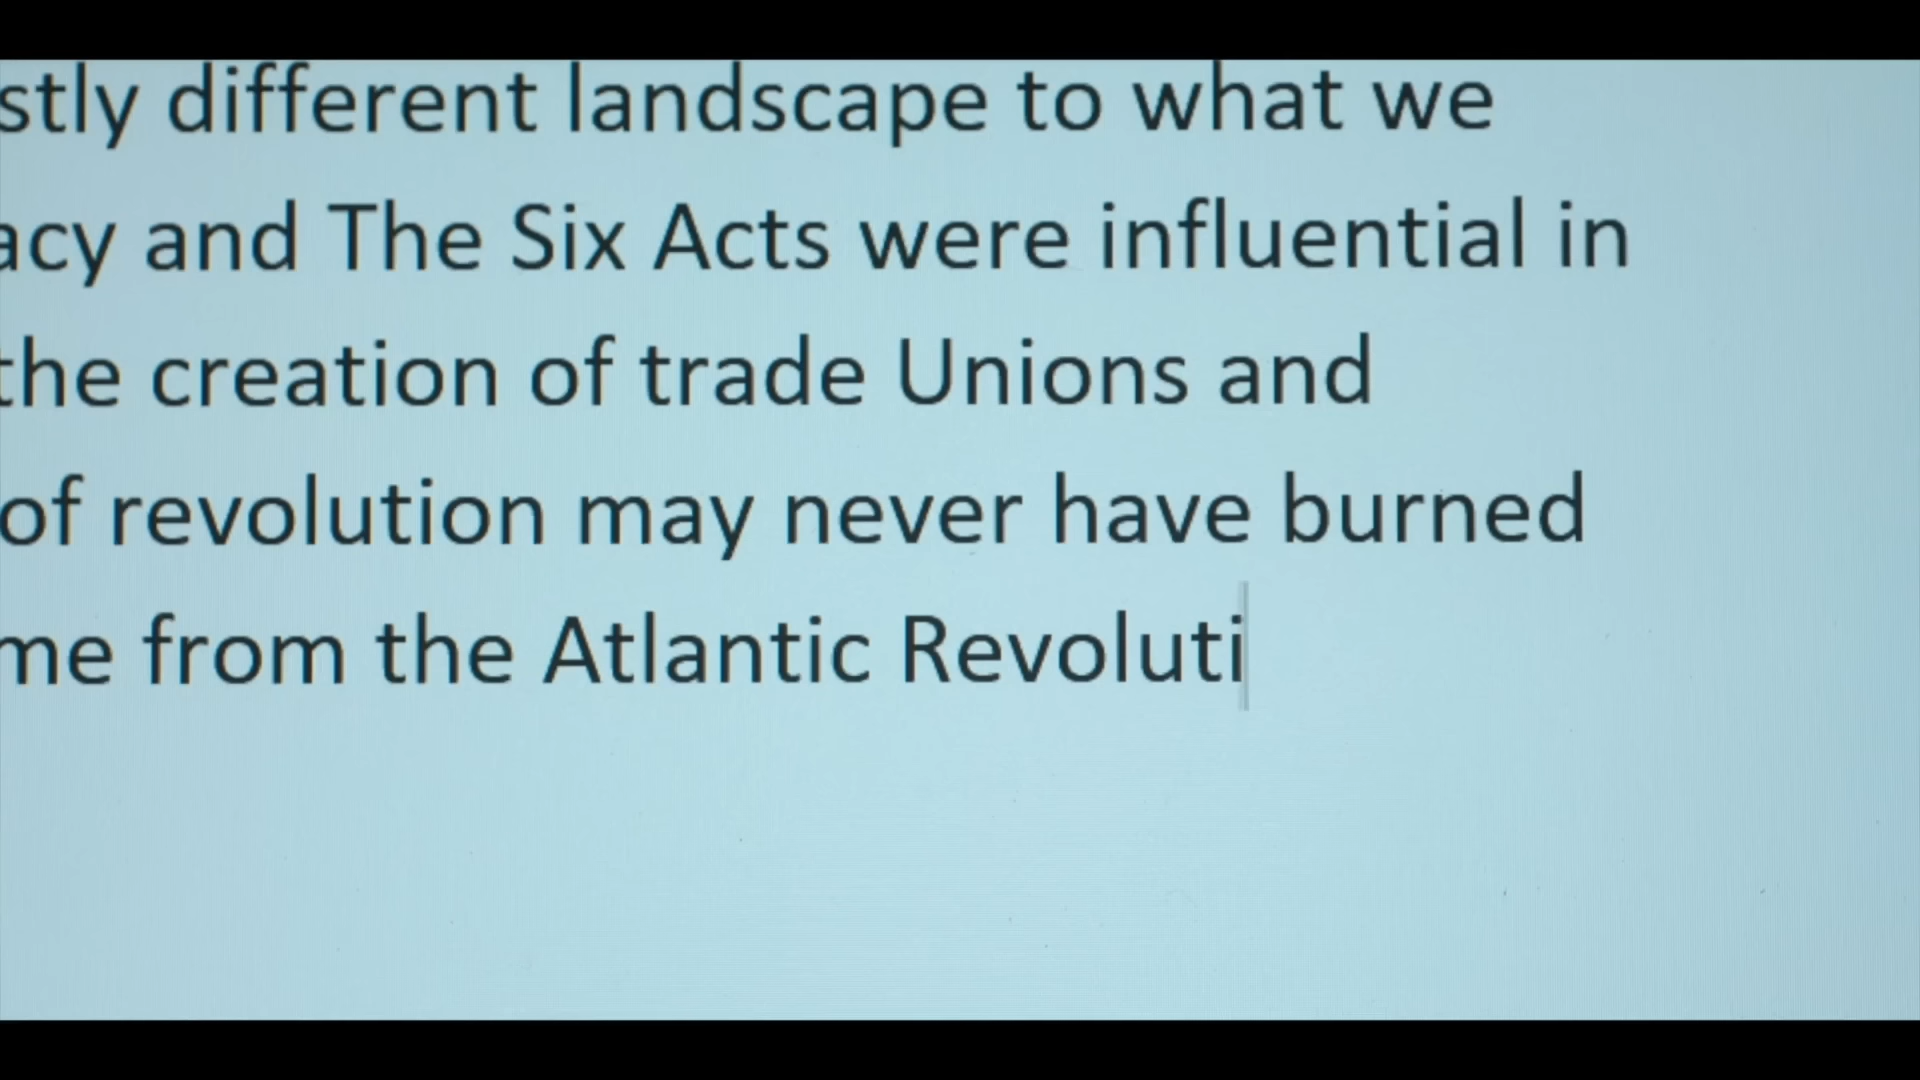 stly different landscape to what we
acy and The Six Acts were influential in
the creation of trade Unions and
of revolution may never have burned
me from the Atlantic Revoluti